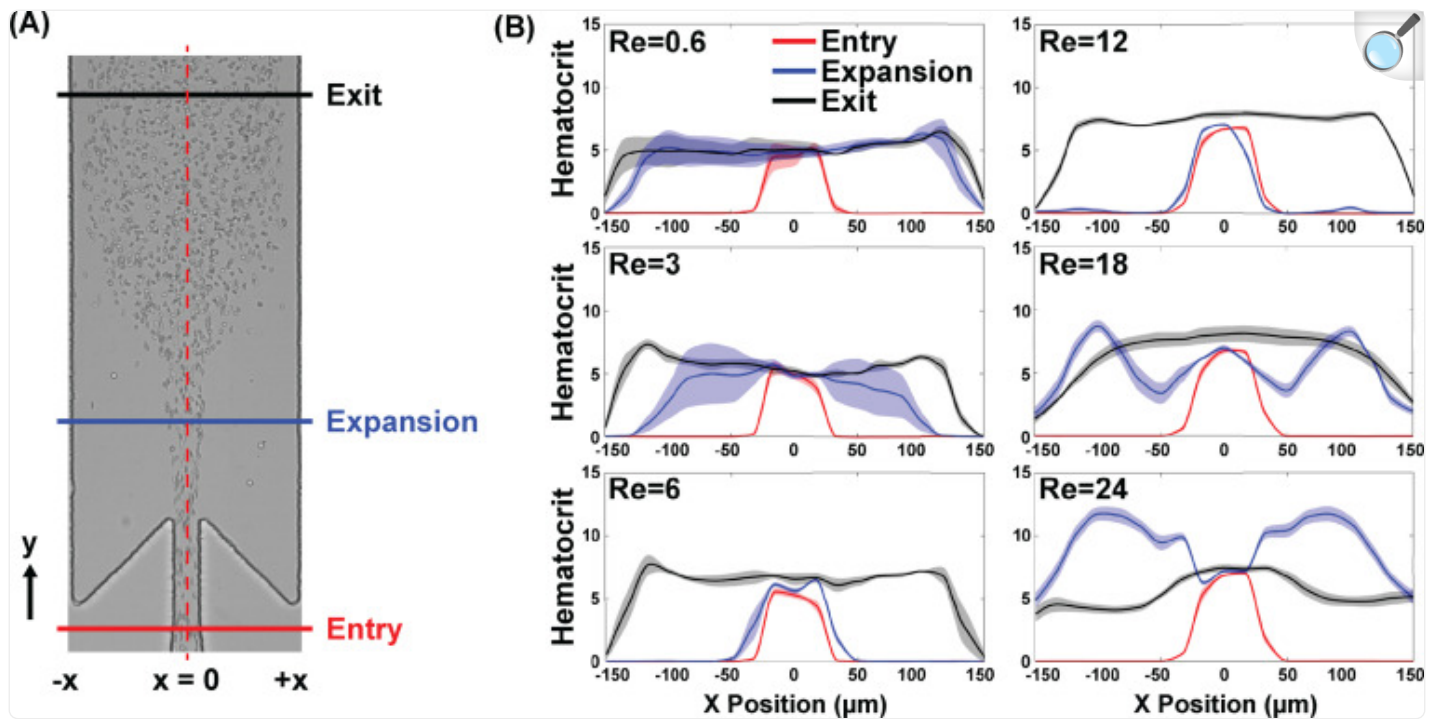 (A)
Exit
Expansion
Entry
y
-x
x = 0
+x
(B)
Hematocrit
Re=0.6
Entry
Expansion
Exit
15
10
5
0
-150 -100 -50 0 50 100 150
Re=12
15
10
5
0
-150 -100 -50 0 50 100 150
Hematocrit
Re=3
15
10
5
0
-150 -100 -50 0 50 100 150
Re=18
15
10
5
0
-150 -100 -50 0 50 100 150
Hematocrit
Re=6
15
10
5
0
-150 -100 -50 0 50 100 150
X Position (µm)
Re=24
15
10
5
0
-150 -100 -50 0 50 100 150
X Position (µm)